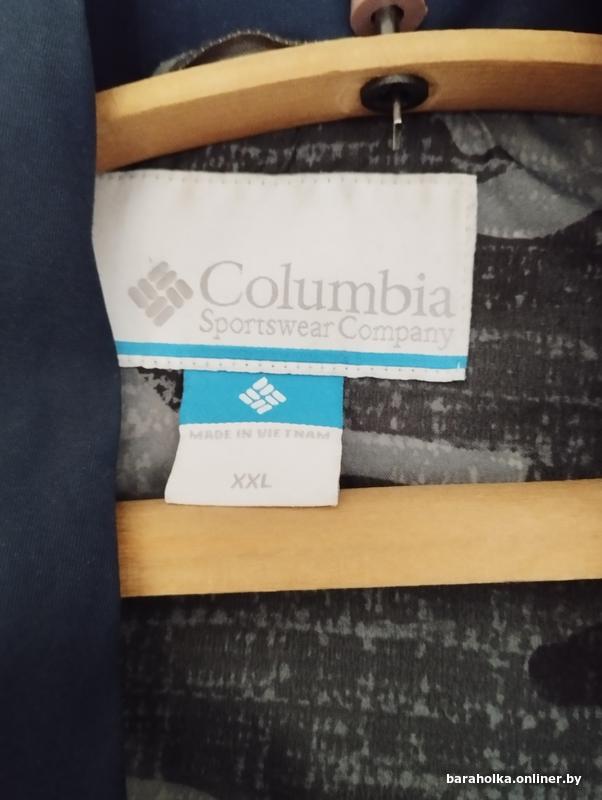 Columbia
Sportswear Company
MADE IN VIETNAM
XXL
baraholka.onliner.by